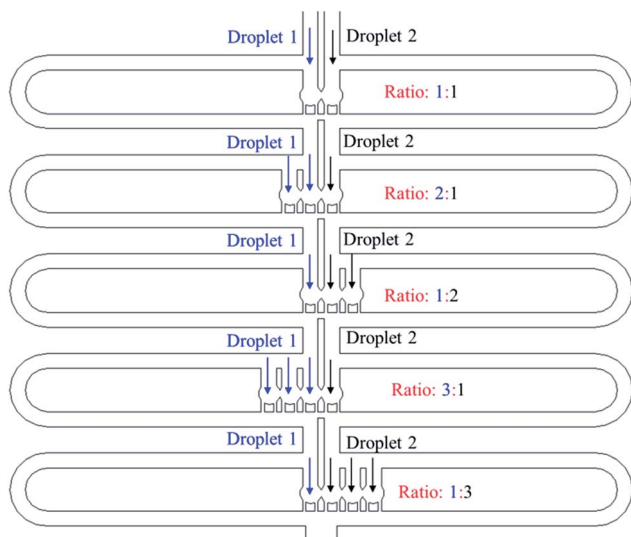 Droplet 1 Droplet 2
Ratio: 1:1
Droplet 1 Droplet 2
Ratio: 2:1
Droplet 1 Droplet 2
Ratio: 1:2
Droplet 1 Droplet 2
Ratio: 3:1
Droplet 1 Droplet 2
Ratio: 1:3